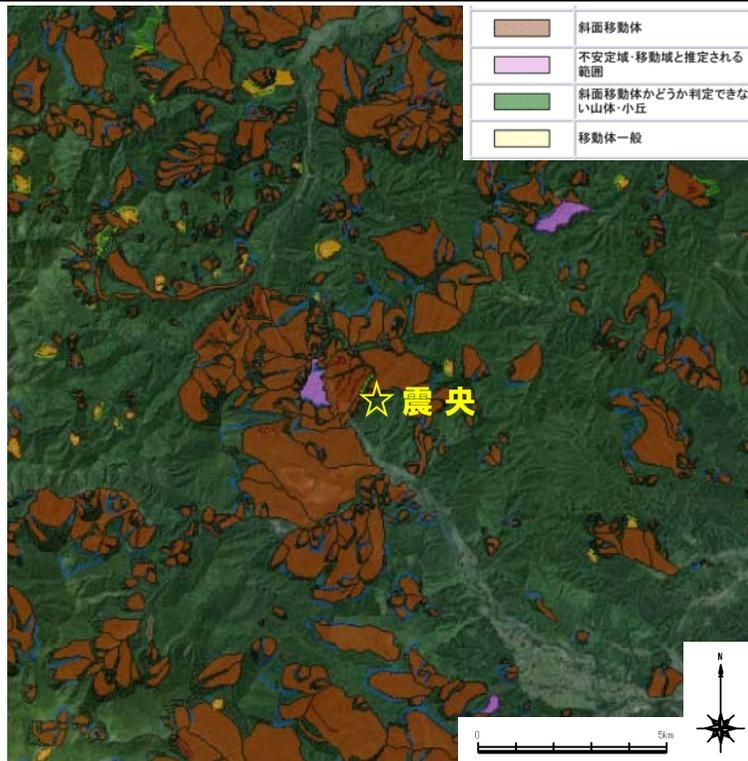 斜面移動体
不安定域・移動域と推定される
範囲
斜面移動体かどうか判定できな
い山体・小丘
移動体一般
☆震央
N
0 5km